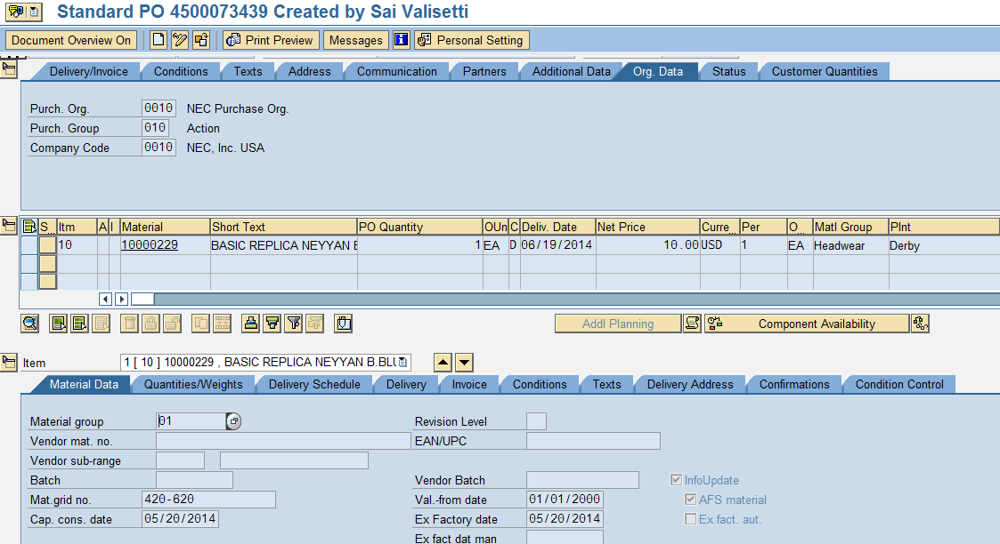 Standard PO 4500073439 Created by Sai Valisetti
Document Overview On Print Preview Messages Personal Setting
Delivery/Invoice Conditions Texts Address Communication Partners Additional Data Org. Data Status Customer Quantities
Purch. Org. 0010 NEC Purchase Org.
Purch. Group 010 Action
Company Code 0010 NEC, Inc. USA
S... Itm A I Material Short Text PO Quantity OUn C Deliv. Date Net Price Curre... Per O... Matl Group Plnt
10 10000229 BASIC REPLICA NEYYAN B 1 EA D 06/19/2014 10.00 USD 1 EA Headwear Derby
Addl Planning Component Availability
Item 1 [ 10 ] 10000229 , BASIC REPLICA NEYYAN B.BLU
Material Data Quantities/Weights Delivery Schedule Delivery Invoice Conditions Texts Delivery Address Confirmations Condition Control
Material group 01 Revision Level
Vendor mat. no. EAN/UPC
Vendor sub-range
Batch Vendor Batch InfoUpdate
Mat.grid no. 420-620 Val.-from date 01/01/2000 AFS material
Cap. cons. date 05/20/2014 Ex Factory date 05/20/2014 Ex fact. aut.
Ex fact dat man